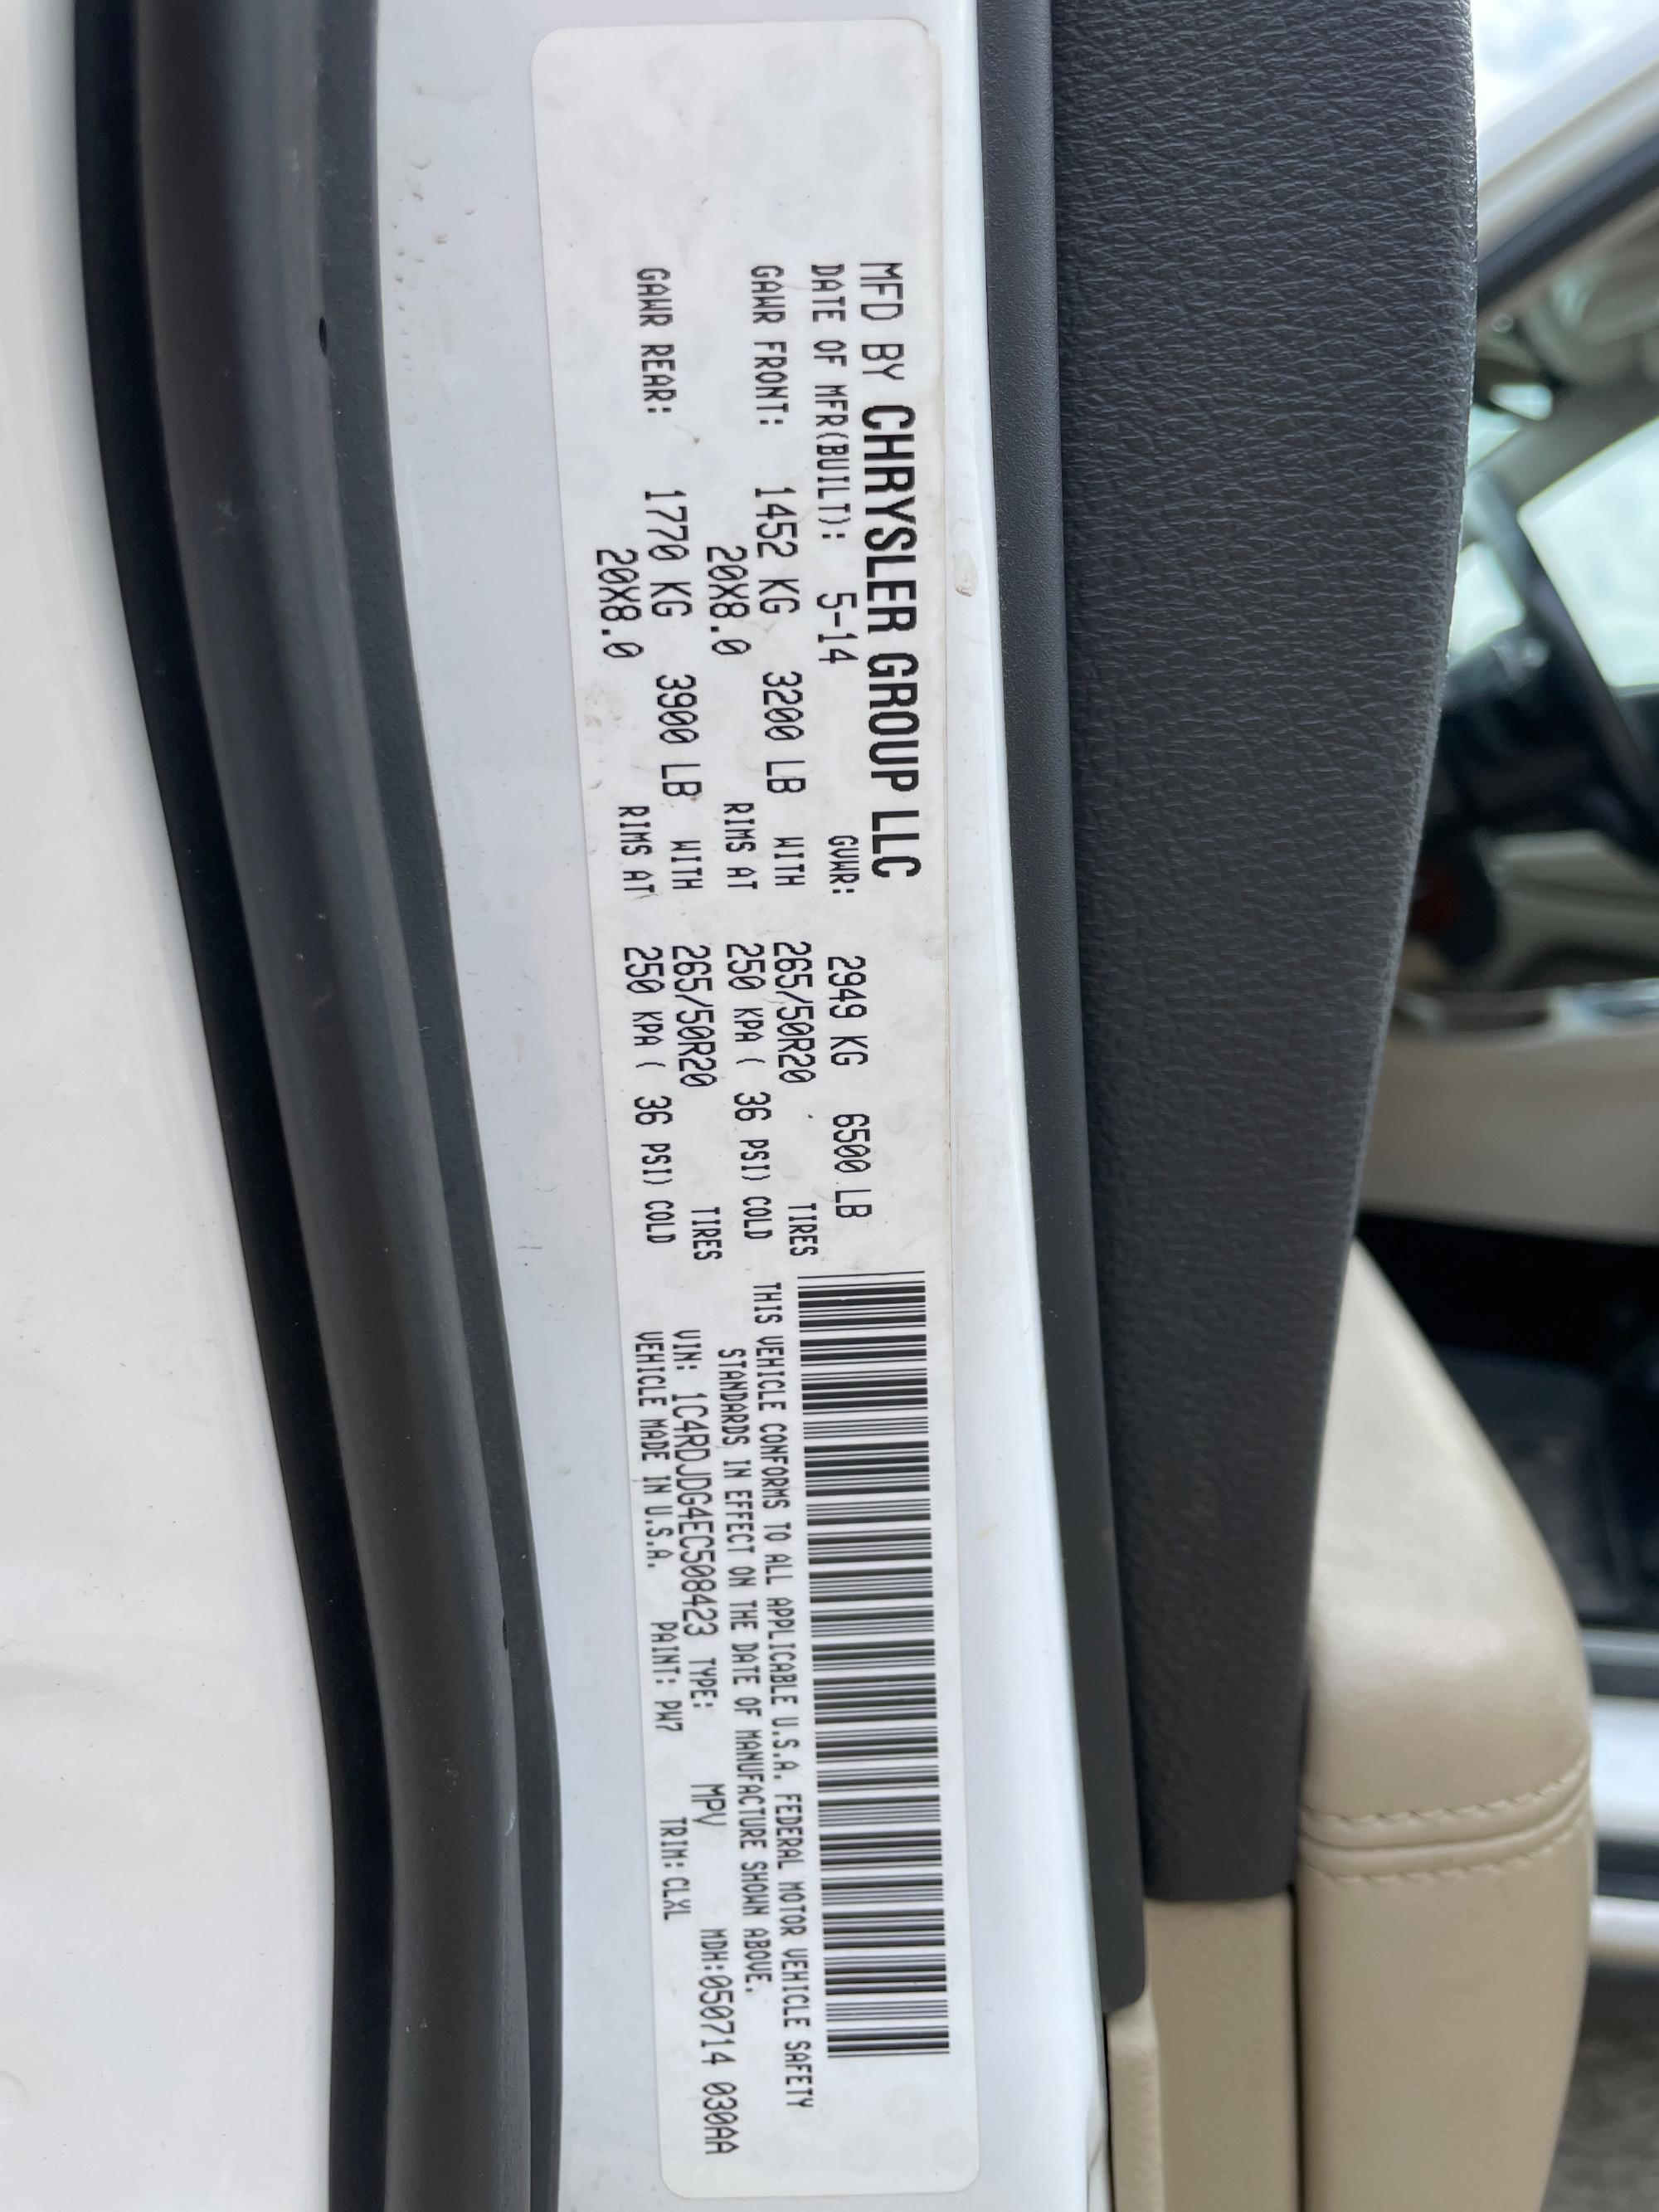 MFD BY CHRYSLER GROUP LLC
DATE OF MFR(BUILT): 5-14 GVWR: 2949 KG 6500 LB
GAWR FRONT: 1452 KG 3200 LB WITH 265/50R20 TIRES
20X8.0 RIMS AT 250 KPA ( 36 PSI) COLD
GAWR REAR: 1770 KG 3900 LB WITH 265/50R20 TIRES
20X8.0 RIMS AT 250 KPA ( 36 PSI) COLD
THIS VEHICLE CONFORMS TO ALL APPLICABLE U.S.A. FEDERAL MOTOR VEHICLE SAFETY
STANDARDS IN EFFECT ON THE DATE OF MANUFACTURE SHOWN ABOVE.
VIN: 1C4RDJDG4EC508423 TYPE: MPV MDH:050714 030AA
VEHICLE MADE IN U.S.A. PAINT: PW7 TRIM: CLXL